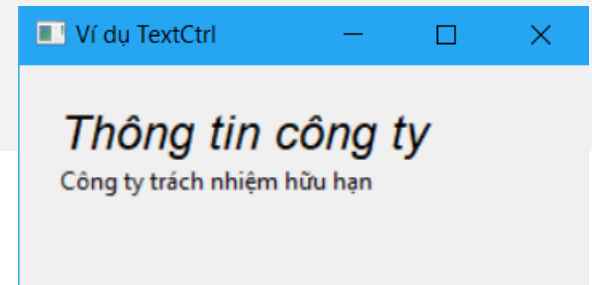 Ví dụ TextCtrl
Thông tin công ty
Công ty trách nhiệm hữu hạn